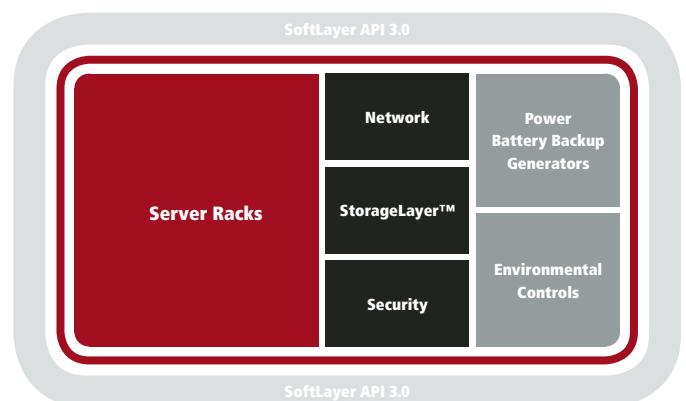 SoftLayer API 3.0
Server Racks
Network
StorageLayer™
Security
Power
Battery Backup
Generators
Environmental
Controls
SoftLayer API 3.0